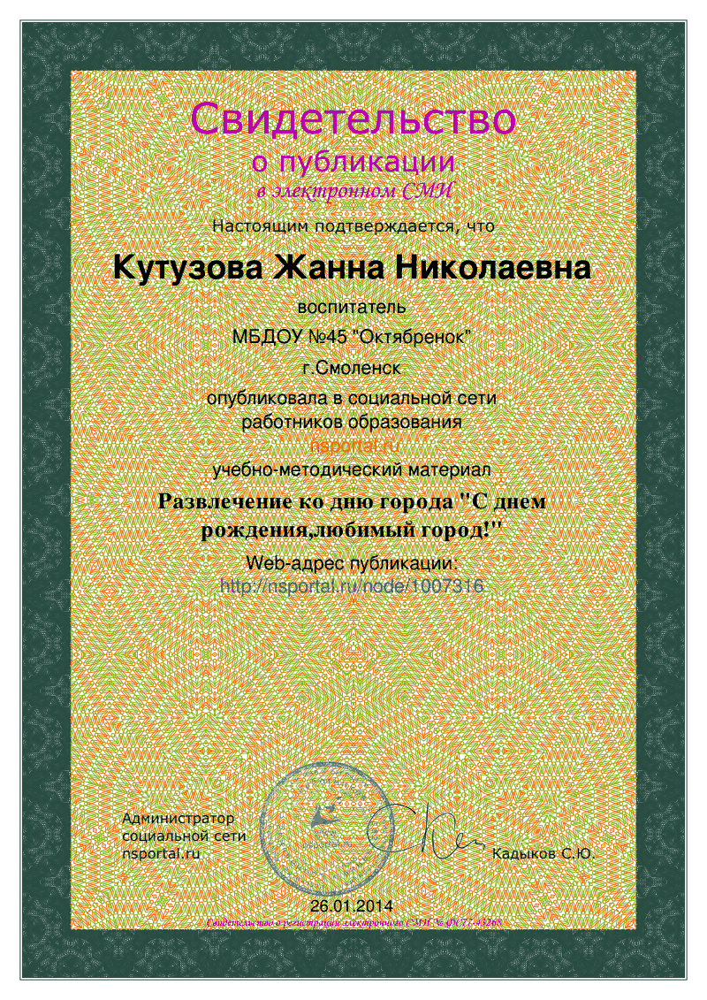 Свидетельство
о публикации
в электронном СМИ
Настоящим подтверждается, что
Кутузова Жанна Николаевна
воспитатель
МБДОУ №45 "Октябренок"
г.Смоленск
опубликовала в социальной сети
работников образования
nsportal.ru
учебно-методический материал
Развлечение ко дню города "С днем
рождения,любимый город!"
Web-адрес публикации:
http://nsportal.ru/node/1007316
Администратор
социальной сети
nsportal.ru
Кадыков С.Ю.
26.01.2014
Свидетельство о регистрации электронного СМИ № ФС77-43268